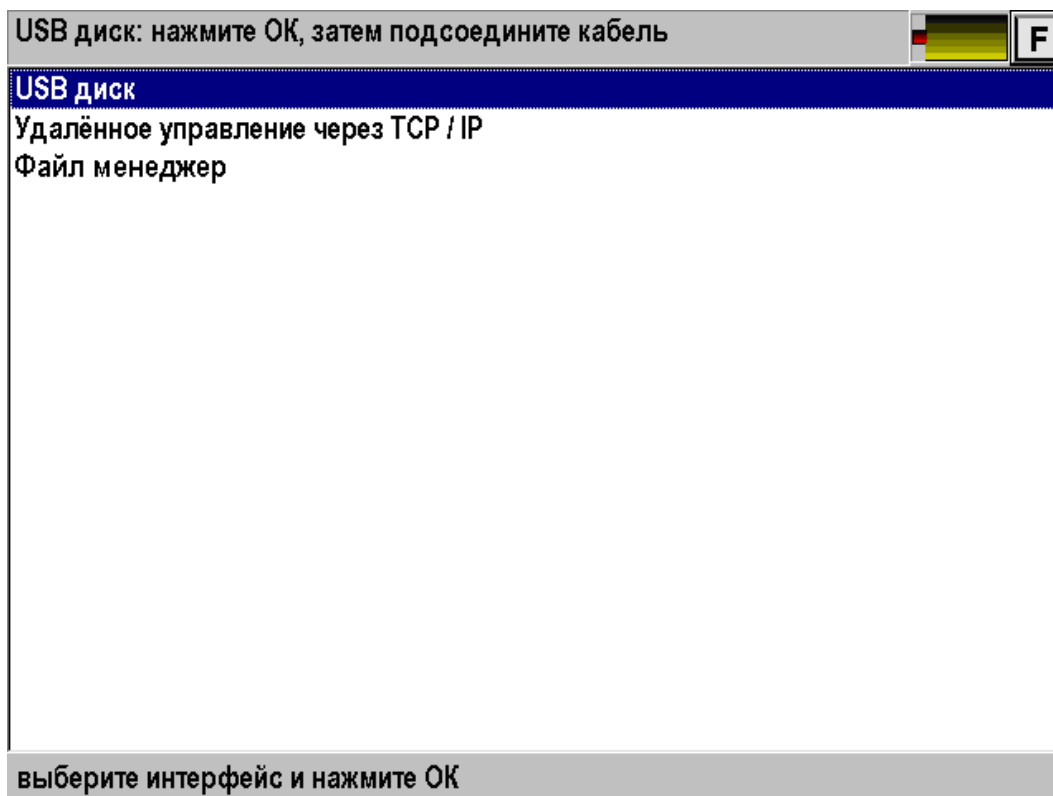 USB диск: нажмите ОК, затем подсоедините кабель
F
USB диск
Удалённое управление через TCP / IP
Файл менеджер
выберите интерфейс и нажмите ОК